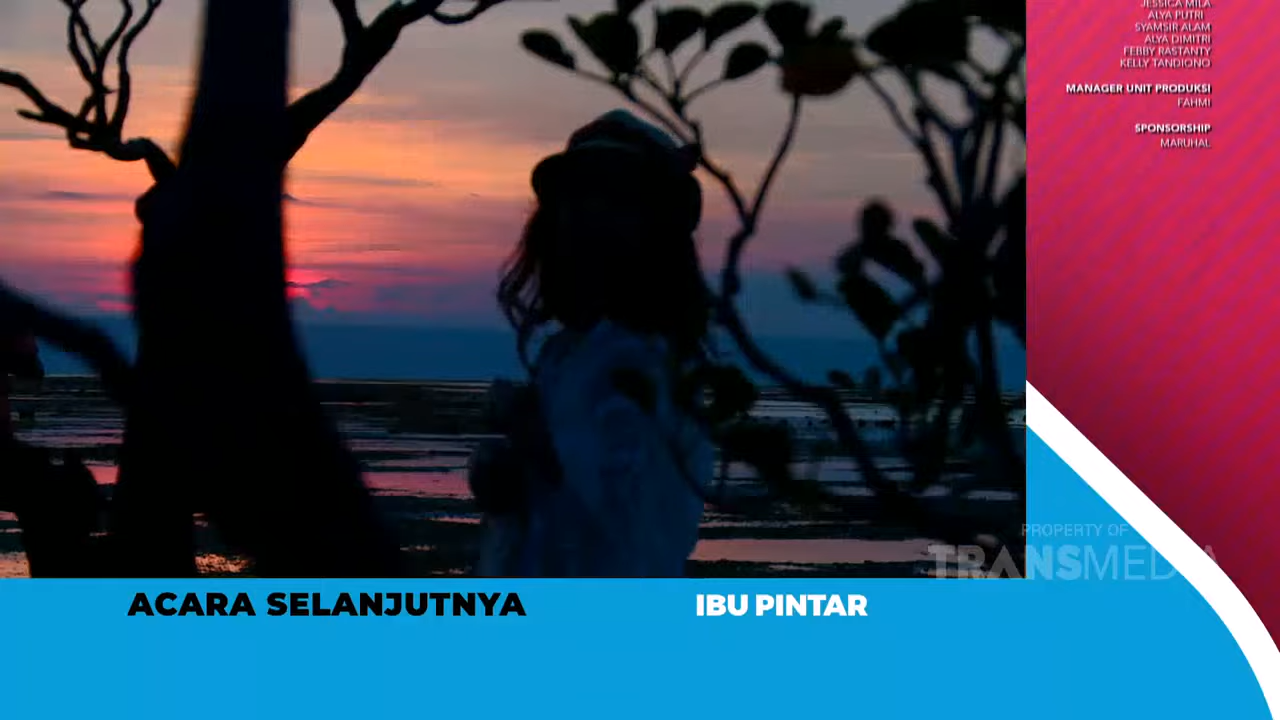 JESSICA MILA
ALYA PUTRI
SYAMSIR ALAM
ALYA DIMITRI
FEBBY RASTANTY
KELLY TANDIONO
MANAGER UNIT PRODUKSI
FAHMI
SPONSORSHIP
MARUHAL
PROPERTY OF
TRANSMEDIA
ACARA SELANJUTNYA
IBU PINTAR